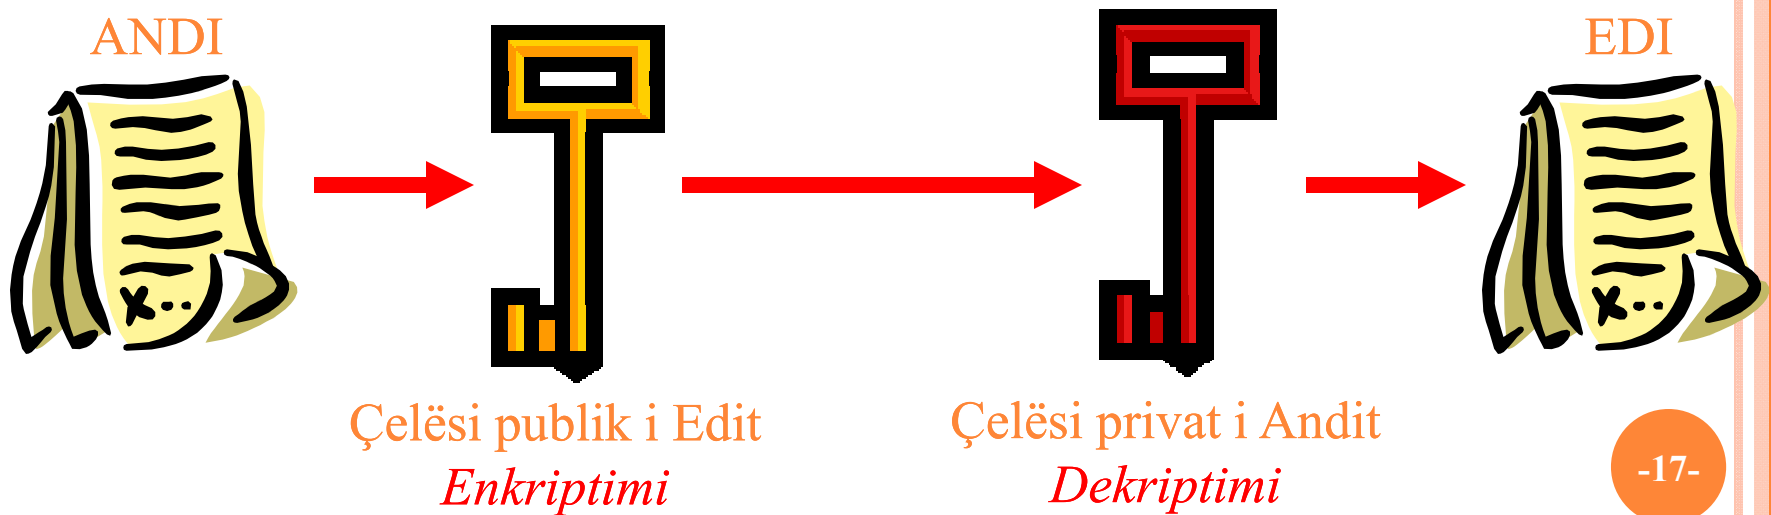 ANDI
EDI
Çelësi publik i Edit
Enkriptimi
Çelësi privat i Andit
Dekriptimi
-17-